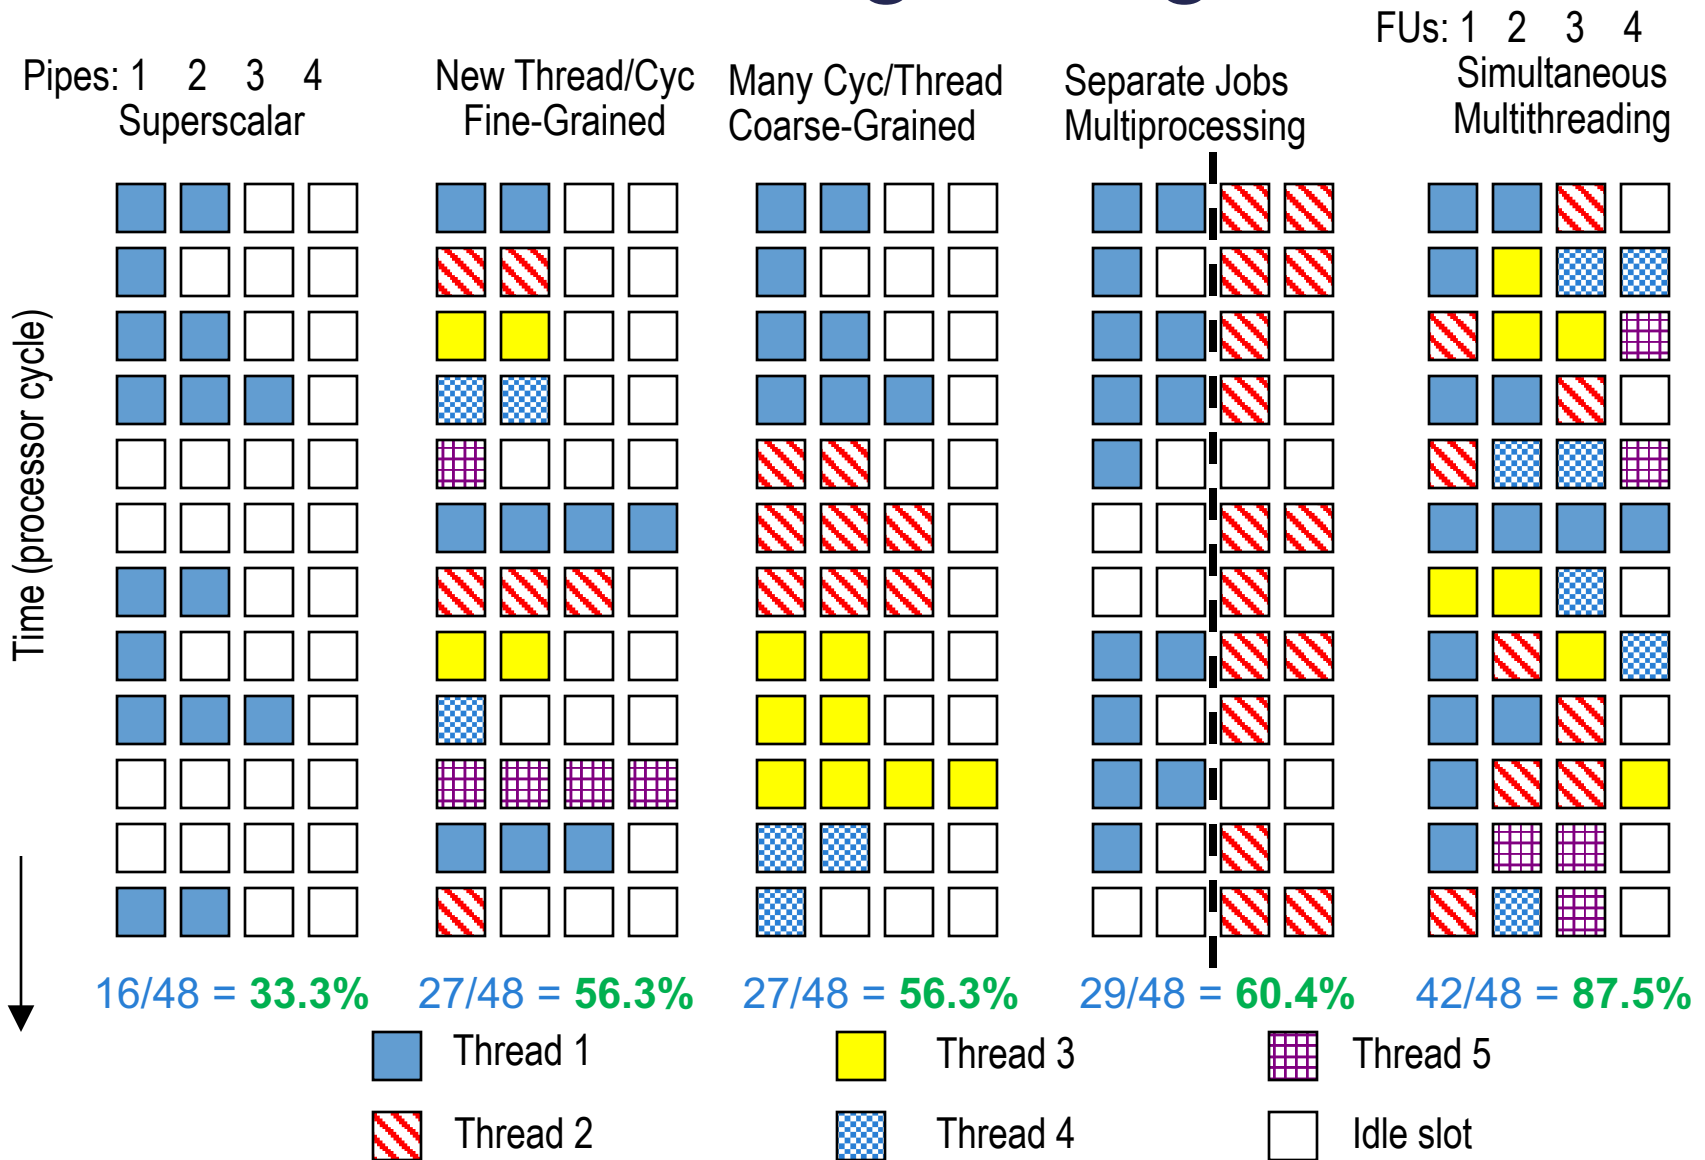 FUs: 1 2 3 4
Pipes: 1 2 3 4
Superscalar
New Thread/Cyc
Fine-Grained
Many Cyc/Thread
Coarse-Grained
Separate Jobs
Multiprocessing
Simultaneous
Multithreading
Time (processor cycle)
16/48 = 33.3%
27/48 = 56.3%
27/48 = 56.3%
29/48 = 60.4%
42/48 = 87.5%
Thread 1
Thread 3
Thread 5
Thread 2
Thread 4
Idle slot